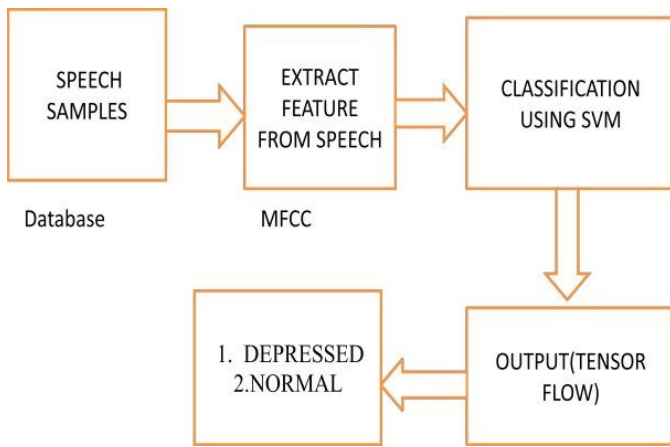 SPEECH
SAMPLES
EXTRACT
FEATURE
FROM SPEECH
CLASSIFICATION
USING SVM
Database
MFCC
1. DEPRESSED
2.NORMAL
OUTPUT(TENSOR
FLOW)